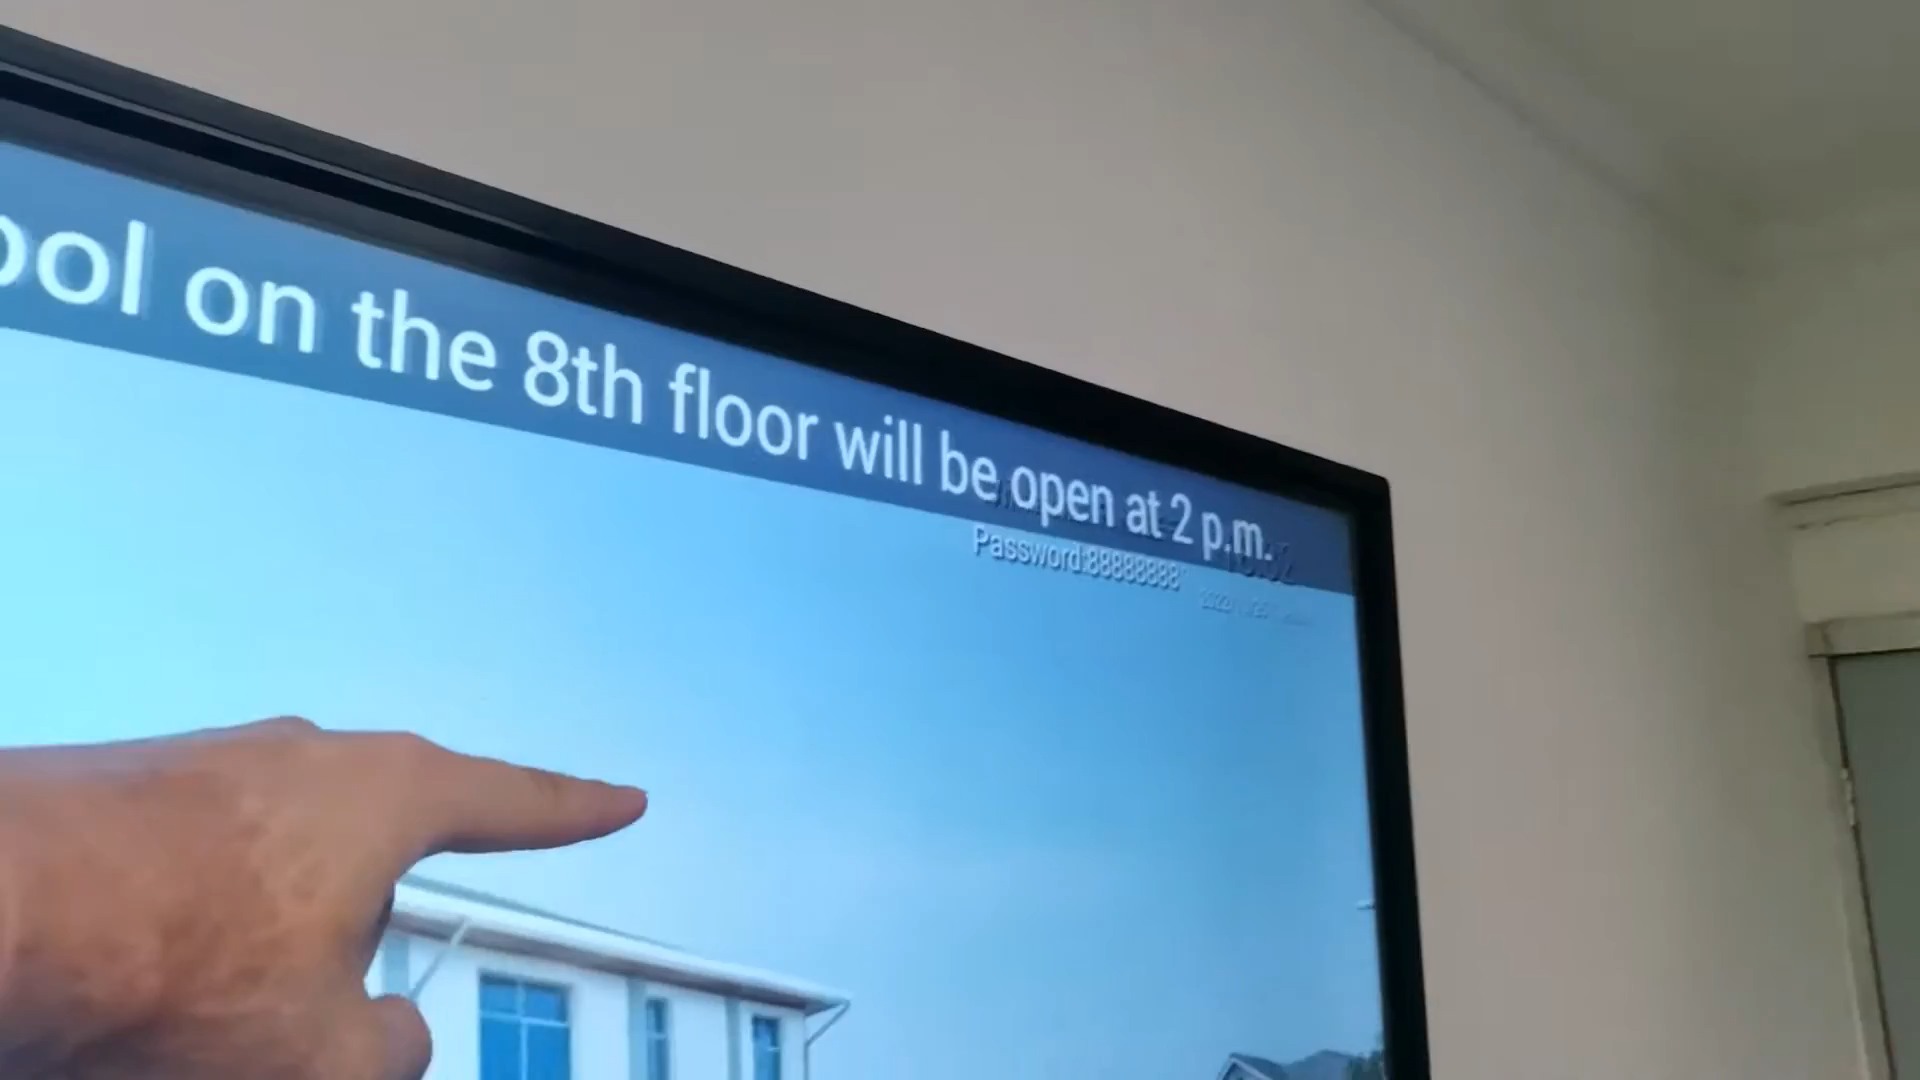 ool on the 8th floor will be open at 2 p.m.
Password:88888888